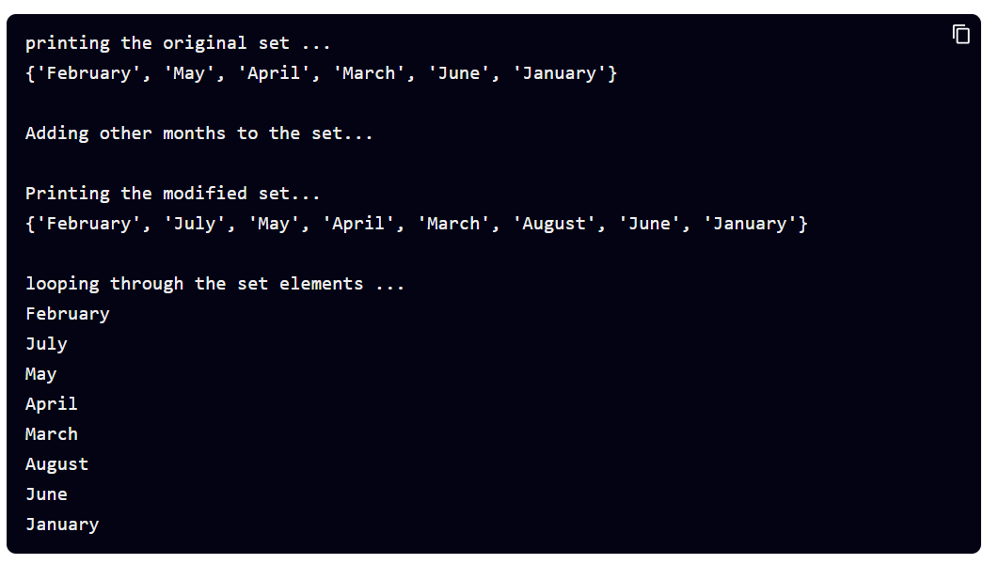 printing the original set ...
{'February', 'May', 'April', 'March', 'June', 'January'}
Adding other months to the set...
Printing the modified set...
{'February', 'July', 'May', 'April', 'March', 'August', 'June', 'January'}
looping through the set elements ...
February
July
May
April
March
August
June
January